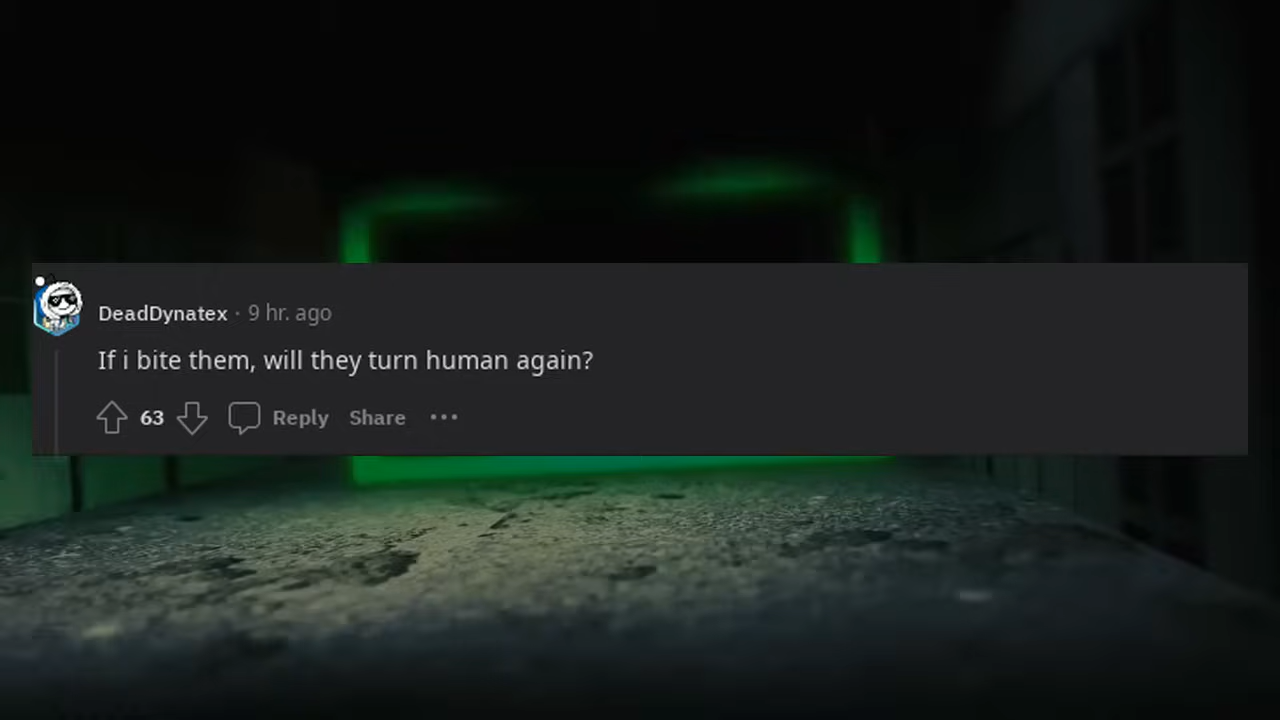 DeadDynatex · 9 hr. ago
If i bite them, will they turn human again?
63 Reply Share ···